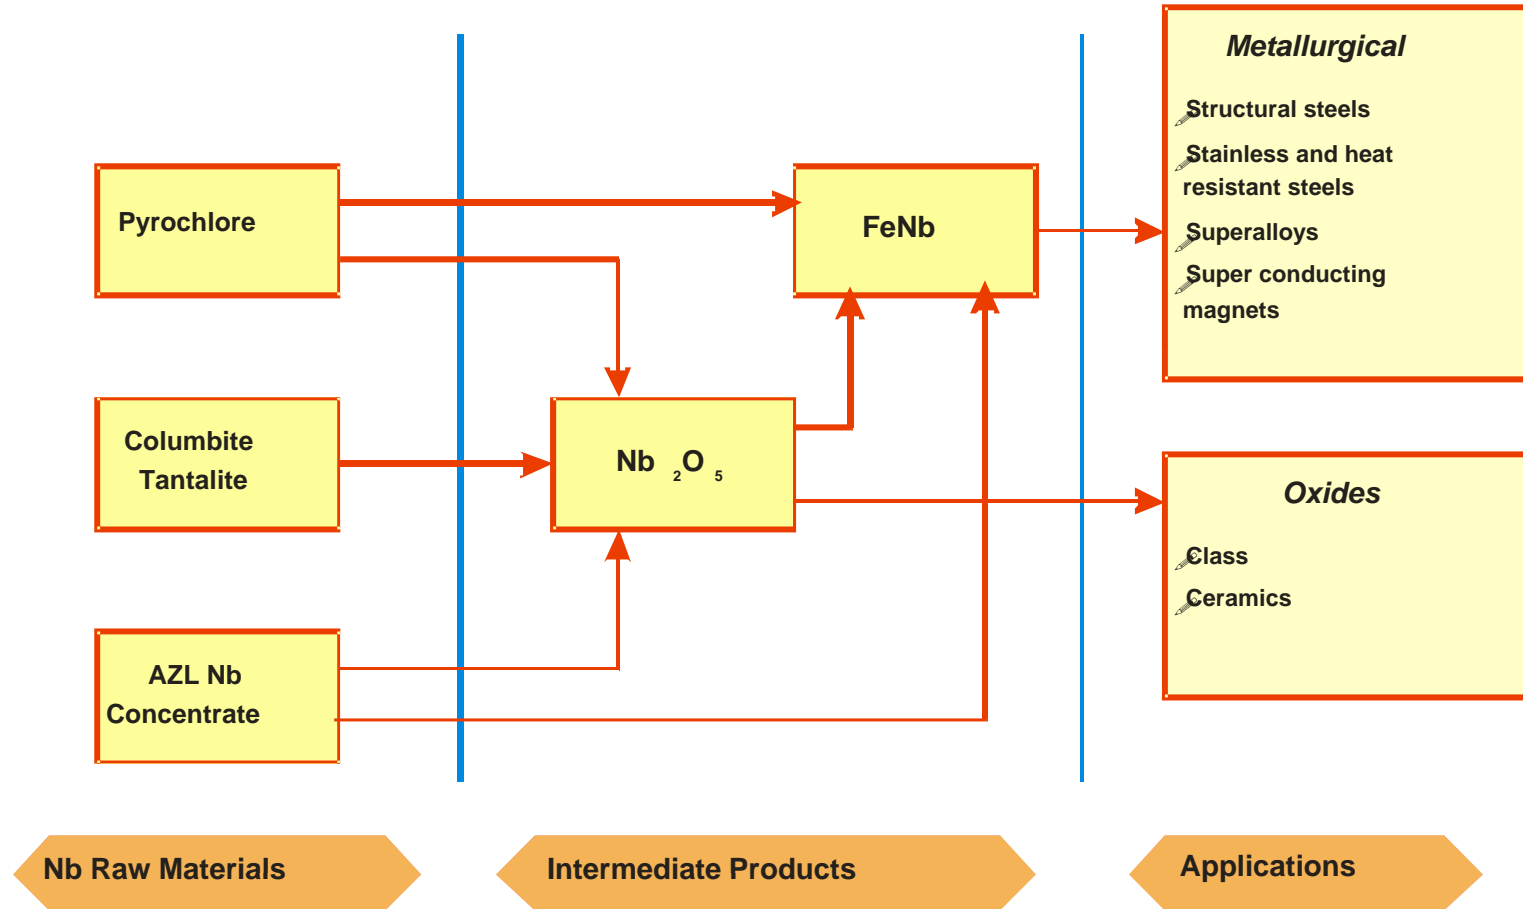 Metallurgical
Structural steels
Stainless and heat
resistant steels
Superalloys
Super conducting
magnets
Pyrochlore
FeNb
Columbite
Tantalite
Nb ₂O ₅
Oxides
Class
Ceramics
AZL Nb
Concentrate
Nb Raw Materials
Intermediate Products
Applications